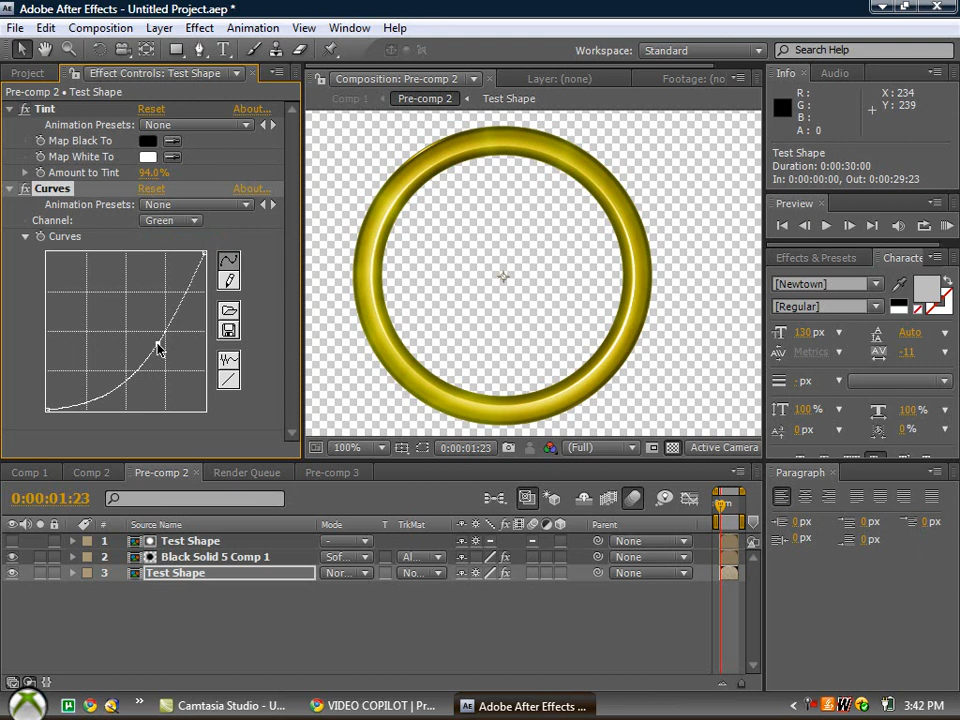 Adobe After Effects - Untitled Project.aep *
File Edit Composition Layer Effect Animation View Window Help
Workspace: Standard Search Help
Project Effect Controls: Test Shape
Pre-comp 2 • Test Shape
fx Tint Reset About...
Animation Presets: None
Map Black To
Map White To
Amount to Tint 94.0%
fx Curves Reset About...
Animation Presets: None
Channel: Green
Curves
Composition: Pre-comp 2 Layer: (none) Footage: (no
Comp 1 Pre-comp 2 Test Shape
100% 0:00:01:23 (Full) Active Camera
Info Audio
R: X: 234
G: Y: 239
B:
A: 0
Test Shape
Duration: 0:00:30:00
In: 0:00:00:00, Out: 0:00:29:23
Preview
Effects & Presets Characte
[Newtown]
[Regular]
130 px Auto
Metrics -11
- px
100 % 100 %
0 px 0 %
Comp 1 Comp 2 Pre-comp 2 Render Queue Pre-comp 3
0:00:01:23
# Source Name Mode T TrkMat Parent
1 Test Shape - None
2 Black Solid 5 Comp 1 Sof... Al... fx None
3 Test Shape Nor... No... fx None
Paragraph
0 px 0 px
0 px 0 px
0 px
Camtasia Studio - U... VIDEO COPILOT | Pr... Adobe After Effects ... 3:42 PM